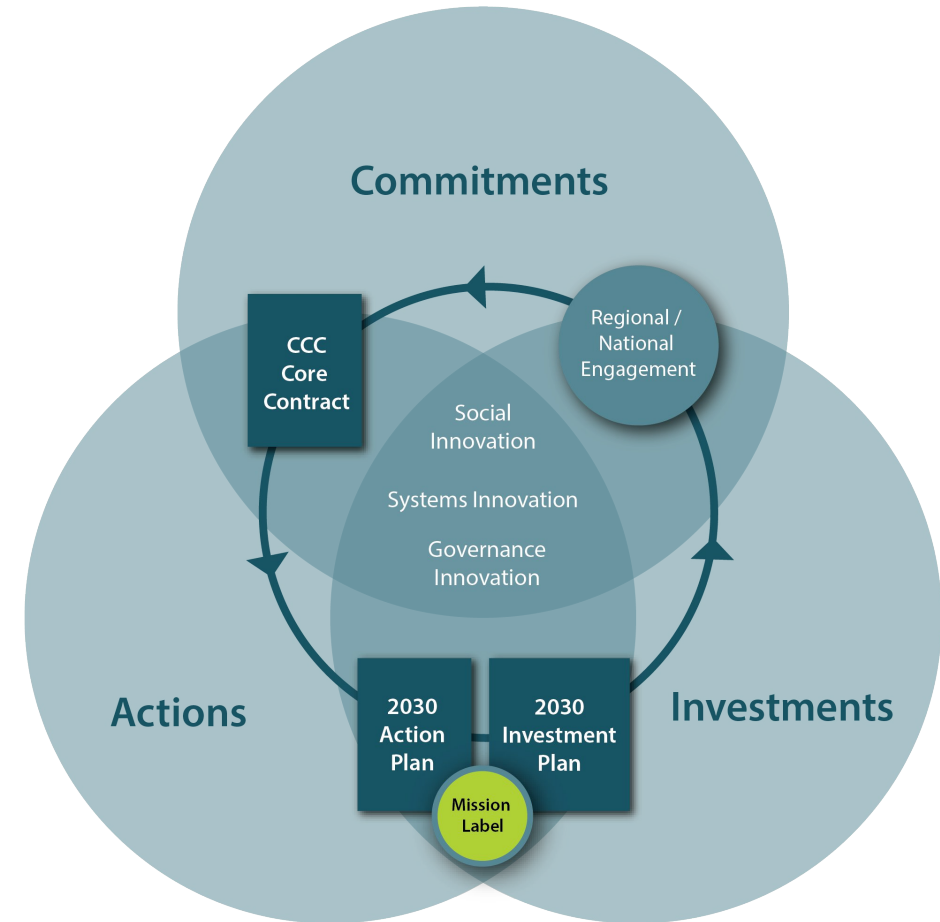 Commitments
CCC
Core
Contract
Regional /
National
Engagement
Social
Innovation
Systems Innovation
Governance
Innovation
Actions
2030
Action
Plan
2030
Investment
Plan
Investments
Mission
Label